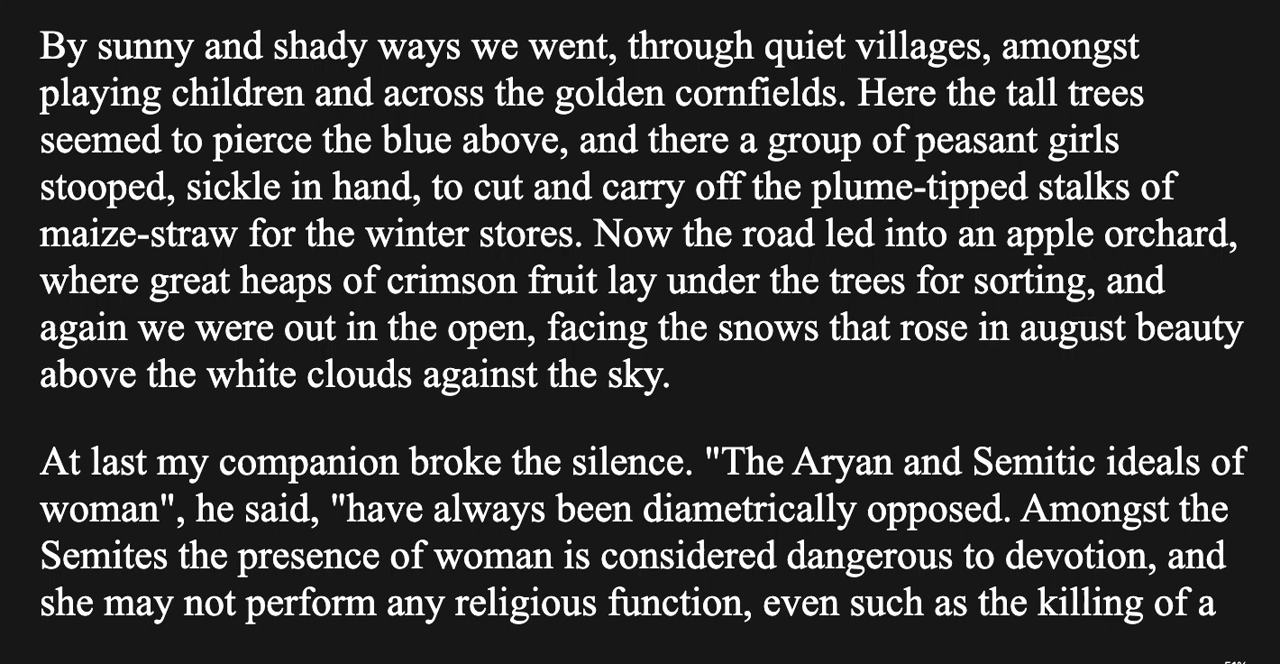 By sunny and shady ways we went, through quiet villages, amongst
playing children and across the golden cornfields. Here the tall trees
seemed to pierce the blue above, and there a group of peasant girls
stooped, sickle in hand, to cut and carry off the plume-tipped stalks of
maize-straw for the winter stores. Now the road led into an apple orchard,
where great heaps of crimson fruit lay under the trees for sorting, and
again we were out in the open, facing the snows that rose in august beauty
above the white clouds against the sky.
At last my companion broke the silence. "The Aryan and Semitic ideals of
woman", he said, "have always been diametrically opposed. Amongst the
Semites the presence of woman is considered dangerous to devotion, and
she may not perform any religious function, even such as the killing of a